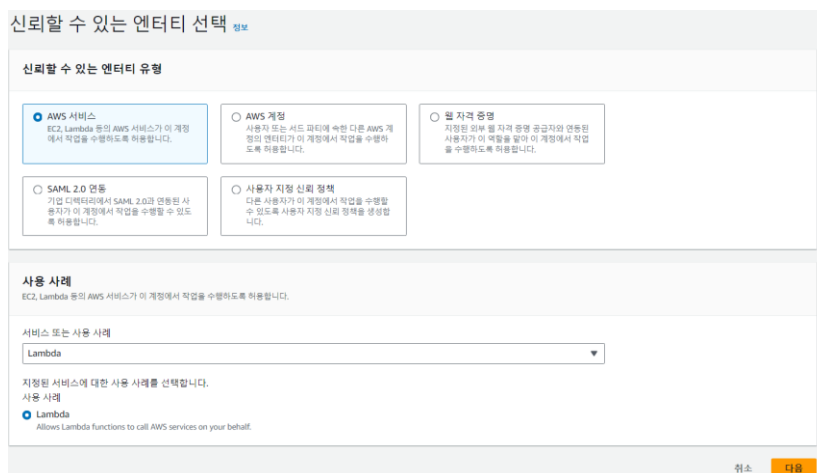 신뢰할 수 있는 엔터티 선택 정보
신뢰할 수 있는 엔터티 유형
AWS 서비스
EC2, Lambda 등의 AWS 서비스가 이 계정
에서 작업을 수행하도록 허용합니다.
AWS 계정
사용자 또는 서드 파티에 속한 다른 AWS 계
정의 엔터티가 이 계정에서 작업을 수행하
도록 허용합니다.
웹 자격 증명
지정된 외부 웹 자격 증명 공급자와 연동된
사용자가 이 역할을 맡아 이 계정에서 작업
을 수행하도록 허용합니다.
SAML 2.0 연동
기업 디렉터리에서 SAML 2.0과 연동된 사
용자가 이 계정에서 작업을 수행할 수 있도
록 허용합니다.
사용자 지정 신뢰 정책
다른 사용자가 이 계정에서 작업을 수행할
수 있도록 사용자 지정 신뢰 정책을 생성합
니다.
사용 사례
EC2, Lambda 등의 AWS 서비스가 이 계정에서 작업을 수행하도록 허용합니다.
서비스 또는 사용 사례
Lambda
지정된 서비스에 대한 사용 사례를 선택합니다.
사용 사례
Lambda
Allows Lambda functions to call AWS services on your behalf.
취소 다음